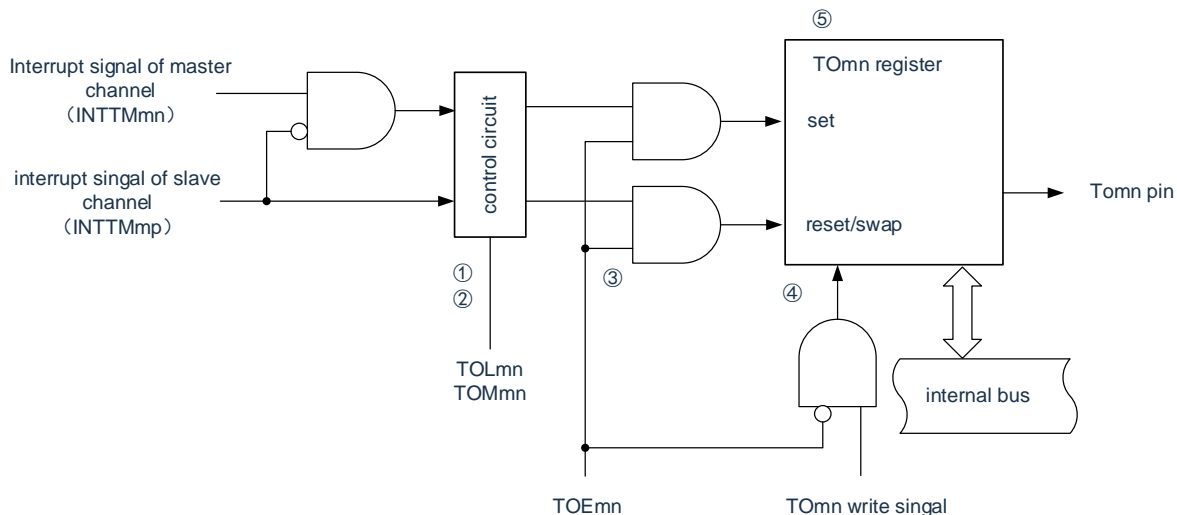 ⑤
Interrupt signal of master
channel
（INTTMmn）
TOmn register
control circuit
set
interrupt singal of slave
channel
（INTTMmp）
Tomn pin
reset/swap
①
②
③
④
TOLmn
TOMmn
internal bus
TOEmn
TOmn write singal